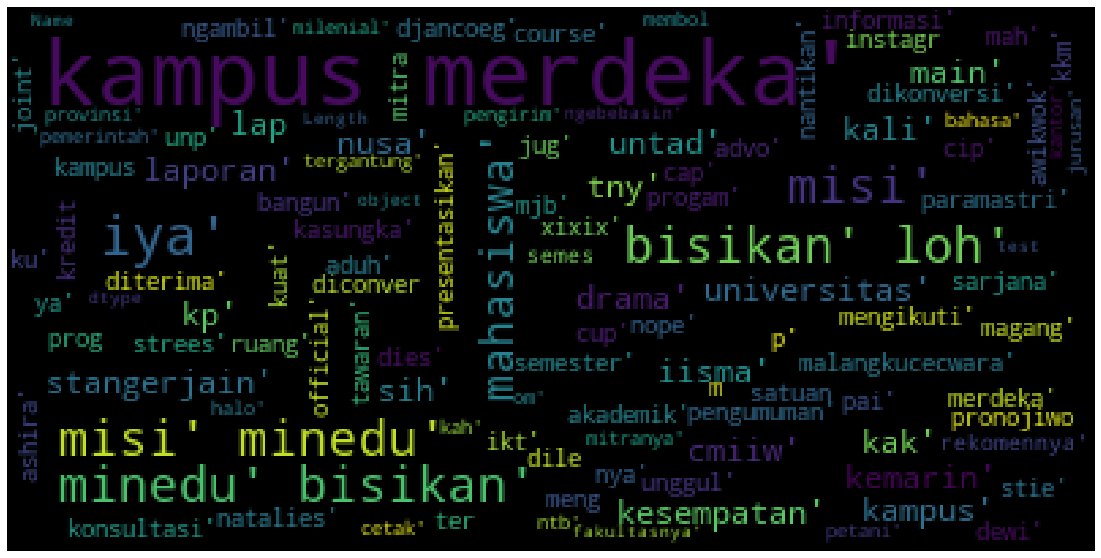 Name
ngambil'
milenial'
djancoeg'
course'
membol
informasi'
instagr
mah'
kkm'
joint'
kampus merdeka'
mitra
nantikan'
main'
dikonversi'
provinsi'
pemerintah'
unp'
lap
Length
nusa'
pengirim'
ngebebasin'
jug'
untad'
advo'
kali'
bahasa'
cip'
awikwok'
kantor'
jurusan'
kampus
laporan'
tergantung'
bangun'
object
presentasikan'
mahasiswa'
mjb'
tny'
cap'
progam'
misi'
paramastri'
ku'
kredit
iya'
kasungka'
xixix'
semes
bisikan' loh'
test
diterima'
kuat'
aduh'
diconver
ya'
dtype
kp'
drama'
universitas'
sarjana'
prog
strees'
ruang'
official'
tawaran'
dies'
cup'
nope'
p'
mengikuti'
magang'
stangerjain'
sih'
semester'
iisma'
malangkucecwara'
halo'
om'
m
satuan
pai'
merdeka'
akademik'
pengumuman
pronojiwo
ashira'
misi' minedu'
kah'
ikt'
mitranya'
cmiiw'
kak'
rekomennya'
dile
minedu' bisikan'
nya'
unggul'
kemarin'
stie'
meng
kesempatan'
kampus'
konsultasi'
natalies'
cetak'
ter
ntb'
fakultasnya'
petani'
dewi'